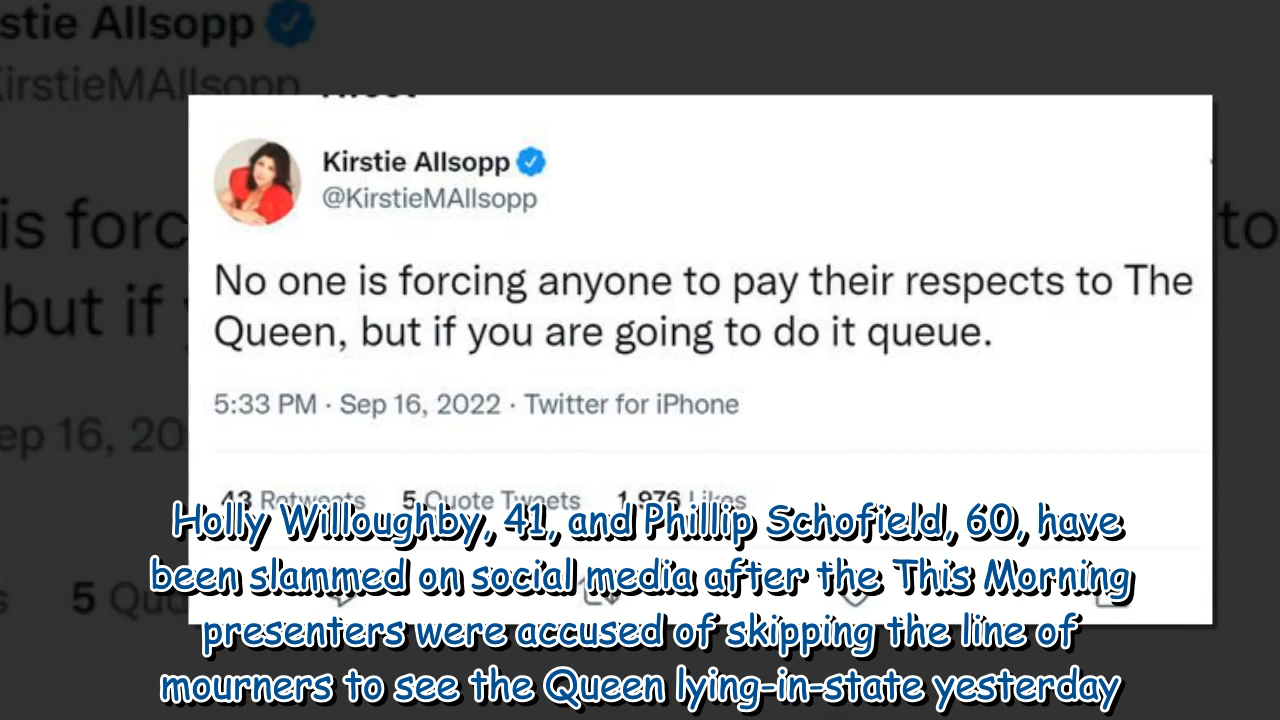 stie Allsopp
KirstieMAllsopp
Kirstie Allsopp
@KirstieMAllsopp
is forc
to
No one is forcing anyone to pay their respects to The
but if
Queen, but if you are going to do it queue.
ep 16, 20
5:33 PM · Sep 16, 2022 · Twitter for iPhone
43 Retweets 5 Quote Tweets 1,976 Likes
s 5 Quo
Holly Willoughby, 41, and Phillip Schofield, 60, have
been slammed on social media after the This Morning
presenters were accused of skipping the line of
mourners to see the Queen lying-in-state yesterday